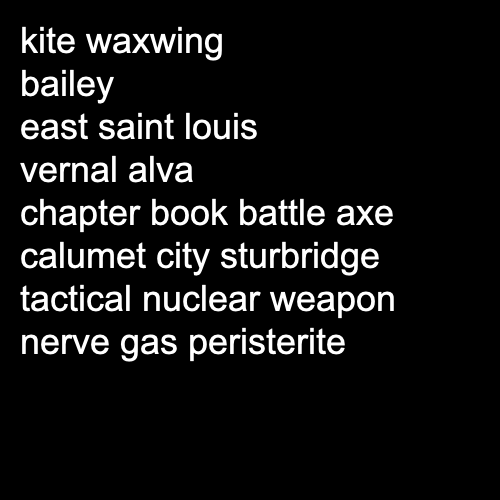 kite waxwing
bailey
east saint louis
vernal alva
chapter book battle axe
calumet city sturbridge
tactical nuclear weapon
nerve gas peristerite